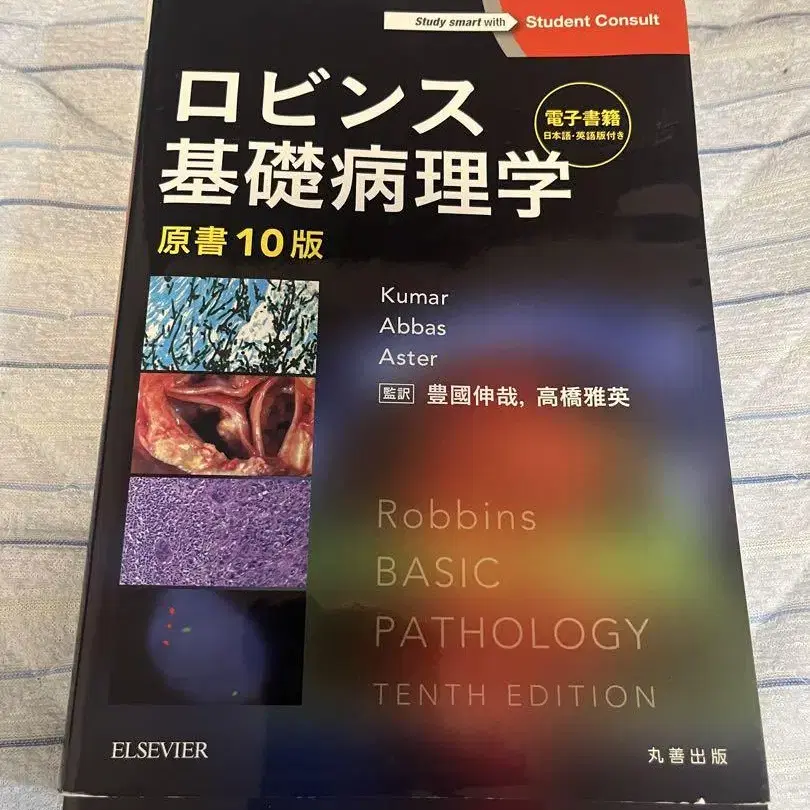 Study smart with Student Consult
ロビンス
基礎病理学
電子書籍
日本語・英語版付き
原書10版
Kumar
Abbas
Aster
監訳 豊國伸哉, 高橋雅英
Robbins
BASIC
PATHOLOGY
TENTH EDITION
ELSEVIER
丸善出版